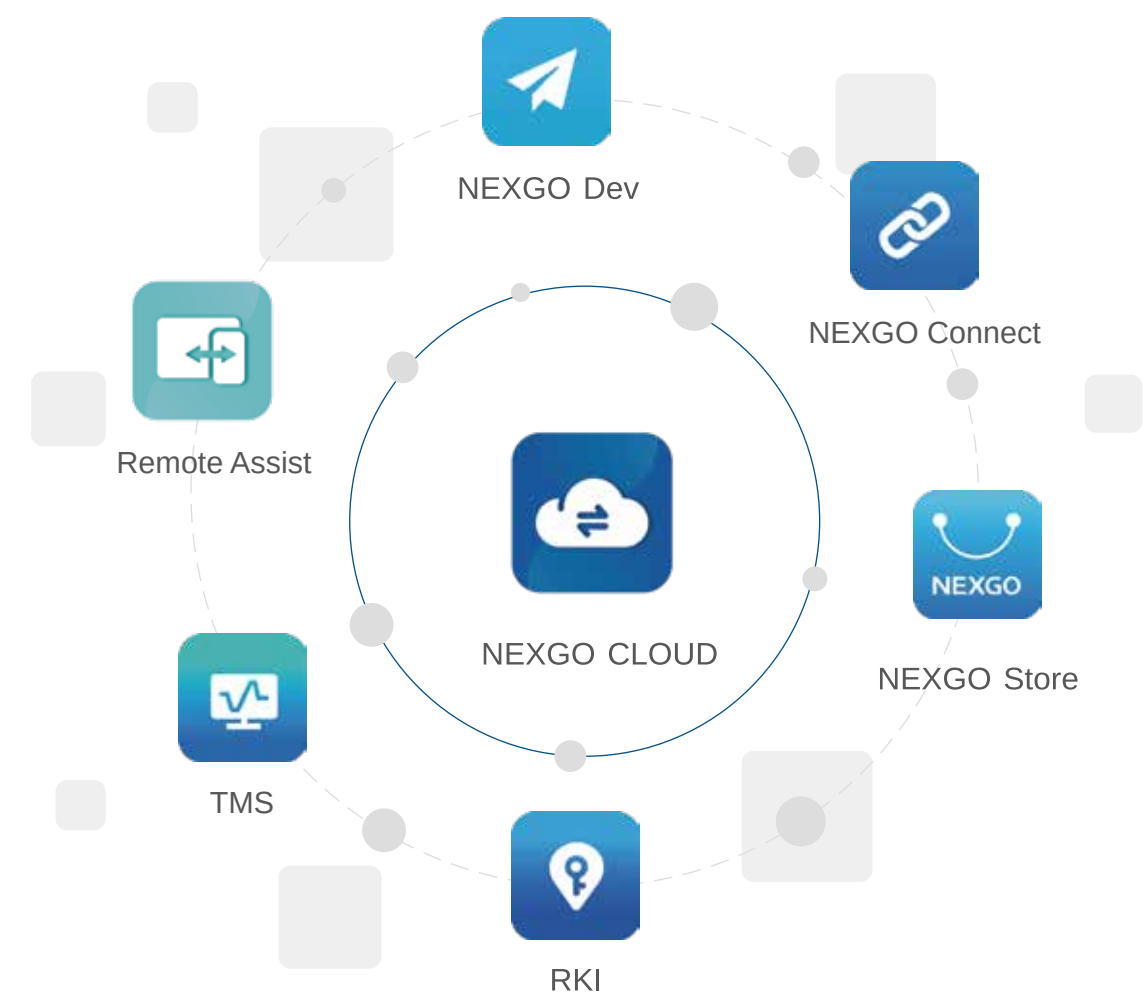 NEXGO Dev
NEXGO Connect
Remote Assist
NEXGO
NEXGO CLOUD
NEXGO Store
TMS
RKI